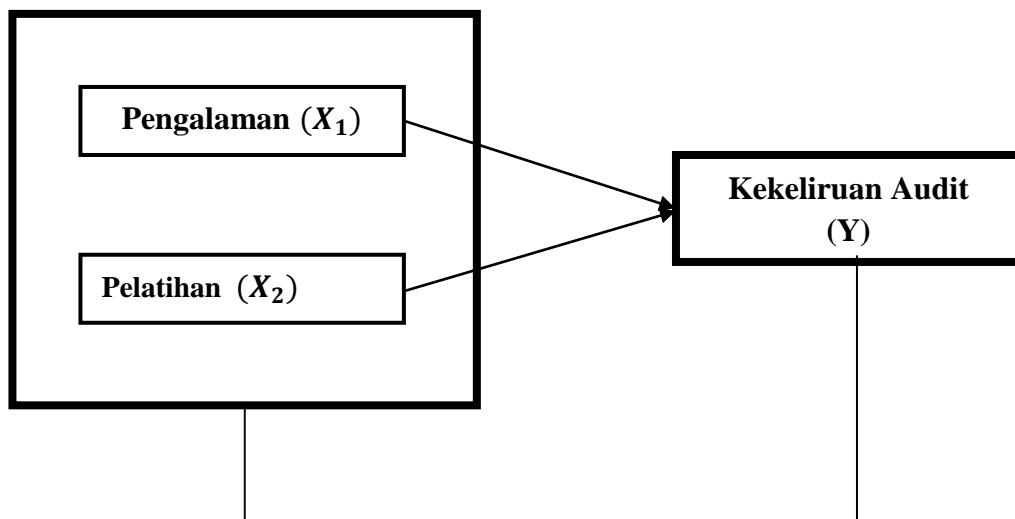 Pengalaman (X₁)
Kekeliruan Audit
(Y)
Pelatihan (X₂)